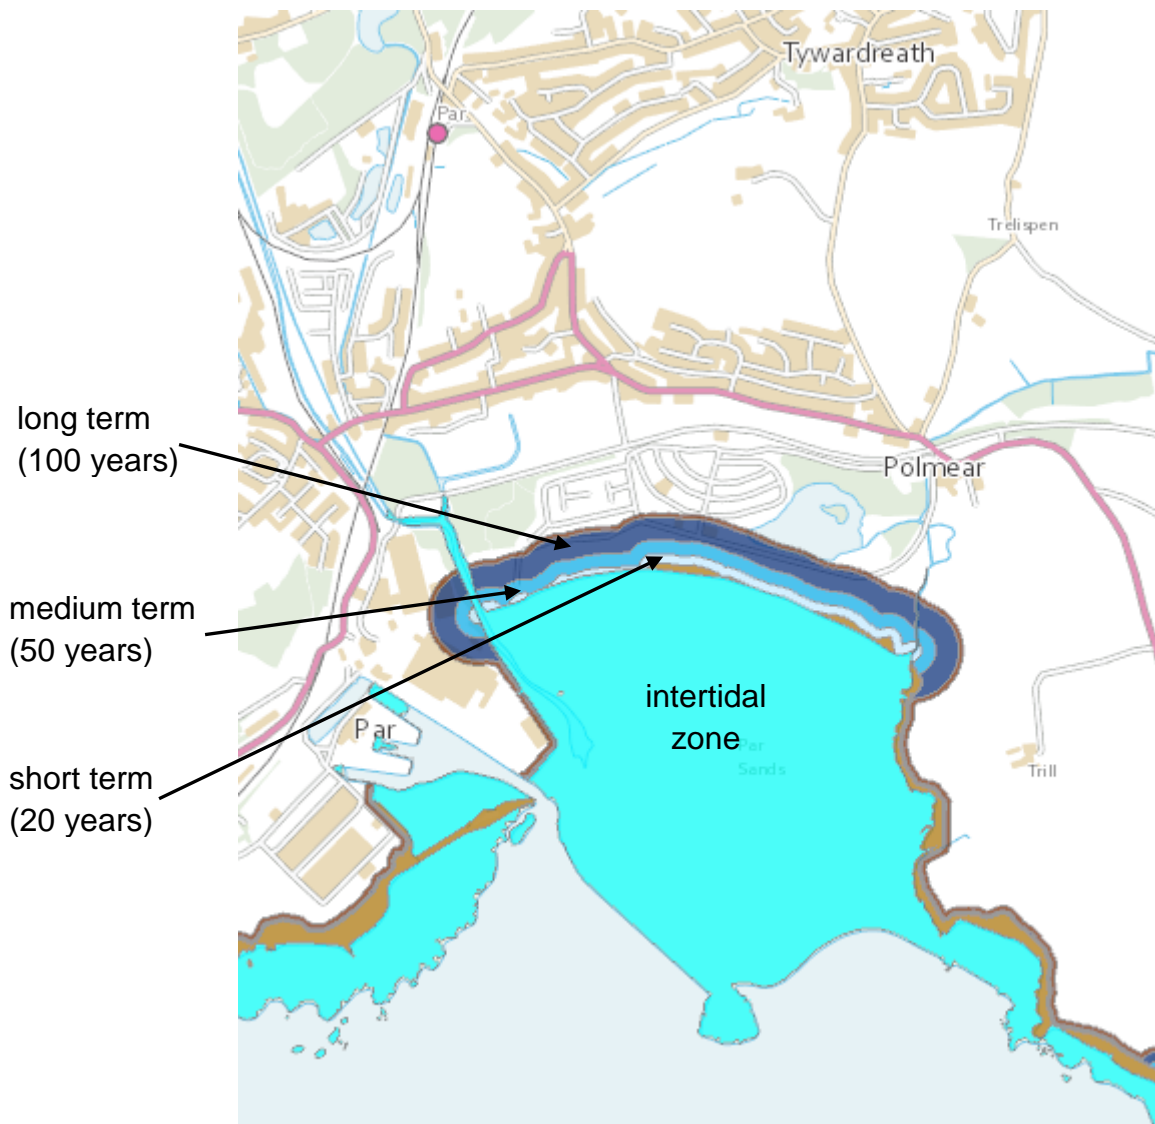 Tywardreath
Par
Trelispen
long term
(100 years)
Polmear
medium term
(50 years)
intertidal
zone
Par
Sands
Par
short term
(20 years)
Trill